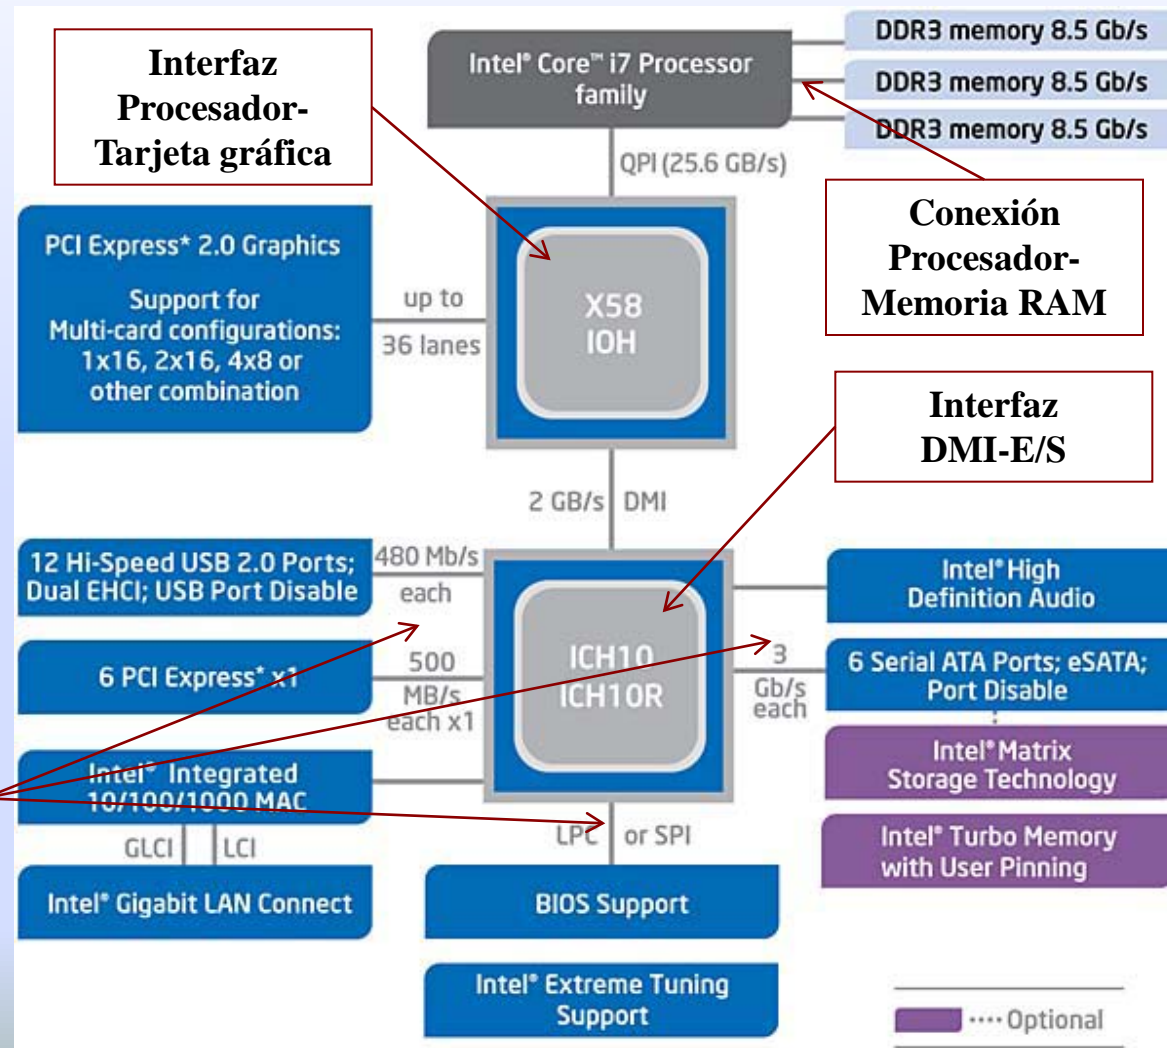 Interfaz
Procesador-
Tarjeta gráfica
Intel® Core™ i7 Processor
family
DDR3 memory 8.5 Gb/s
DDR3 memory 8.5 Gb/s
DDR3 memory 8.5 Gb/s
QPI (25.6 GB/s)
Conexión
Procesador-
Memoria RAM
PCI Express* 2.0 Graphics
Support for
Multi-card configurations:
1x16, 2x16, 4x8 or
other combination
up to
36 lanes
X58
IOH
Interfaz
DMI-E/S
2 GB/s DMI
12 Hi-Speed USB 2.0 Ports;
Dual EHCI; USB Port Disable
480 Mb/s
each
6 PCI Express* x1
500
MB/s
each x1
ICH10
ICH10R
Intel® High
Definition Audio
3
Gb/s
each
6 Serial ATA Ports; eSATA;
Port Disable
Intel® Matrix
Storage Technology
Intel® Turbo Memory
with User Pinning
Intel® Integrated
10/100/1000 MAC
GLCI LCI
Intel® Gigabit LAN Connect
LPC or SPI
BIOS Support
Intel® Extreme Tuning
Support
Optional